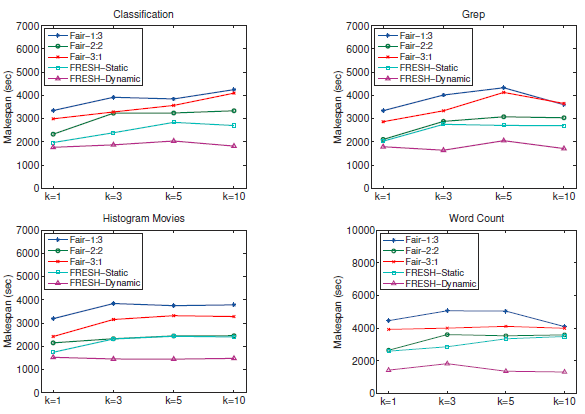 Classification
7000
6000
5000
4000
3000
2000
1000
0
Makespan (sec)
Fair−1:3
Fair−2:2
Fair−3:1
FRESH−Static
FRESH−Dynamic
k=1 k=3 k=5 k=10
Grep
7000
6000
5000
4000
3000
2000
1000
0
Makespan (sec)
Fair−1:3
Fair−2:2
Fair−3:1
FRESH−Static
FRESH−Dynamic
k=1 k=3 k=5 k=10
Histogram Movies
7000
6000
5000
4000
3000
2000
1000
0
Makespan (sec)
Fair−1:3
Fair−2:2
Fair−3:1
FRESH−Static
FRESH−Dynamic
k=1 k=3 k=5 k=10
Word Count
10000
8000
6000
4000
2000
0
Makespan (sec)
Fair−1:3
Fair−2:2
Fair−3:1
FRESH−Static
FRESH−Dynamic
k=1 k=3 k=5 k=10